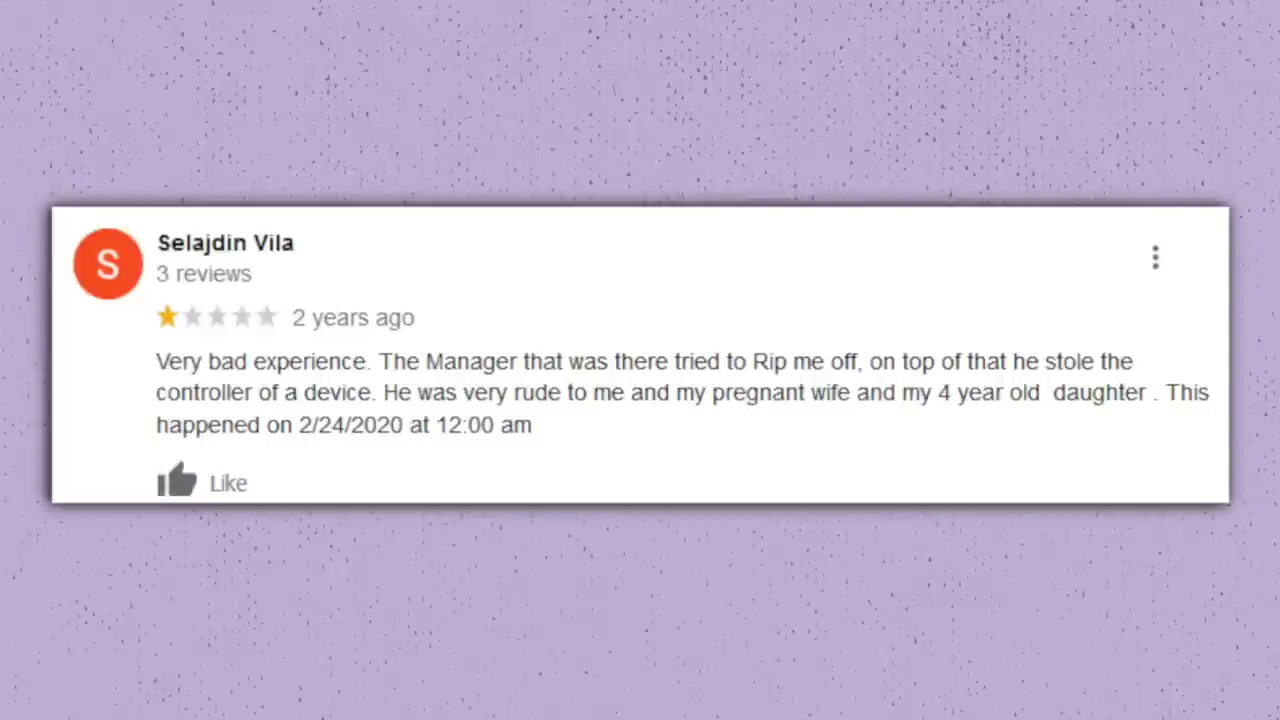 S
Selajdin Vila
3 reviews
2 years ago
Very bad experience. The Manager that was there tried to Rip me off, on top of that he stole the
controller of a device. He was very rude to me and my pregnant wife and my 4 year old  daughter . This
happened on 2/24/2020 at 12:00 am
Like